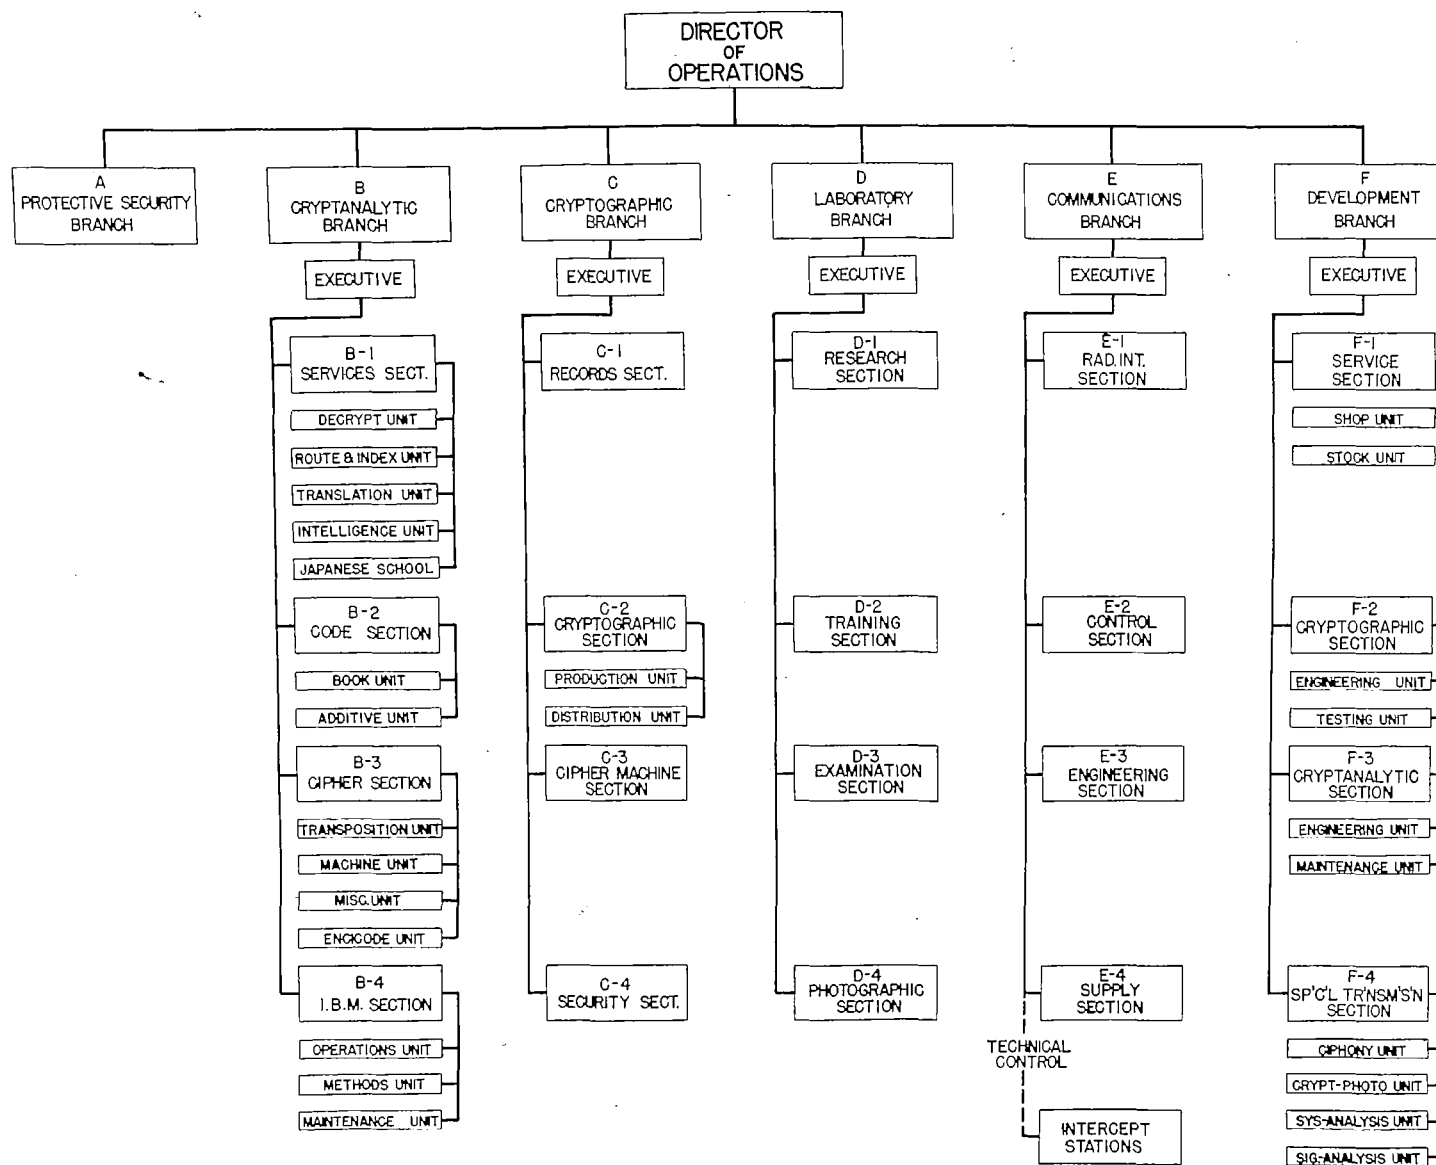 DIRECTOR
OF
OPERATIONS
A
PROTECTIVE SECURITY
BRANCH
B
CRYPTANALYTIC
BRANCH
EXECUTIVE
B-1
SERVICES SECT.
DECRYPT UNIT
ROUTE & INDEX UNIT
TRANSLATION UNIT
INTELLIGENCE UNIT
JAPANESE SCHOOL
B-2
CODE SECTION
BOOK UNIT
ADDITIVE UNIT
B-3
CIPHER SECTION
TRANSPOSITION UNIT
MACHINE UNIT
MISC. UNIT
ENCICODE UNIT
B-4
I.B.M. SECTION
OPERATIONS UNIT
METHODS UNIT
MAINTENANCE UNIT
C
CRYPTOGRAPHIC
BRANCH
EXECUTIVE
C-1
RECORDS SECT.
C-2
CRYPTOGRAPHIC
SECTION
PRODUCTION UNIT
DISTRIBUTION UNIT
C-3
CIPHER MACHINE
SECTION
C-4
SECURITY SECT.
D
LABORATORY
BRANCH
EXECUTIVE
D-1
RESEARCH
SECTION
D-2
TRAINING
SECTION
D-3
EXAMINATION
SECTION
D-4
PHOTOGRAPHIC
SECTION
E
COMMUNICATIONS
BRANCH
EXECUTIVE
E-1
RAD. INT.
SECTION
E-2
CONTROL
SECTION
E-3
ENGINEERING
SECTION
E-4
SUPPLY
SECTION
TECHNICAL
CONTROL
INTERCEPT
STATIONS
F
DEVELOPMENT
BRANCH
EXECUTIVE
F-1
SERVICE
SECTION
SHOP UNIT
STOCK UNIT
F-2
CRYPTOGRAPHIC
SECTION
ENGINEERING UNIT
TESTING UNIT
F-3
CRYPTANALYTIC
SECTION
ENGINEERING UNIT
MAINTENANCE UNIT
F-4
SP'C'L TR'NSM'S'N
SECTION
CIPHONY UNIT
CRYPT-PHOTO UNIT
SYS-ANALYSIS UNIT
SIG-ANALYSIS UNIT